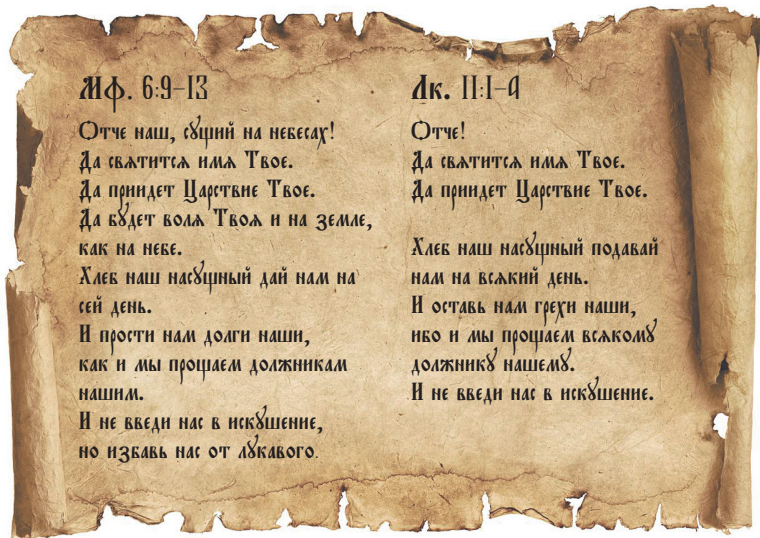 Мф. 6:9–13
Отче наш, сущий на небесах!
Да святится имя Твое.
Да приидет Царствие Твое.
Да будет воля Твоя и на земле,
как на небе.
Хлеб наш насущный дай нам на
сей день.
И прости нам долги наши,
как и мы прощаем должникам
нашим.
И не введи нас в искушение,
но избавь нас от лукавого.
Лк. 11:1–4
Отче!
Да святится имя Твое.
Да приидет Царствие Твое.
Хлеб наш насущный подавай
нам на всякий день.
И оставь нам грехи наши,
ибо и мы прощаем всякому
должнику нашему.
И не введи нас в искушение.